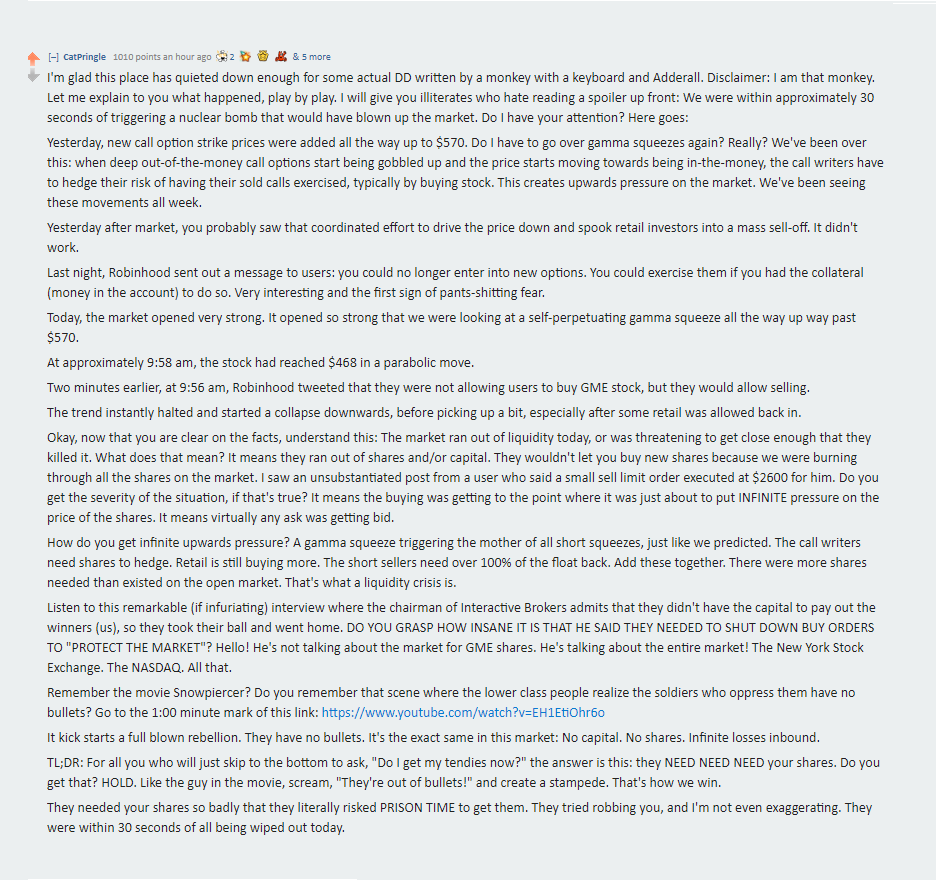 [–] CatPringle 1010 points an hour ago 2 & 5 more
I'm glad this place has quieted down enough for some actual DD written by a monkey with a keyboard and Adderall. Disclaimer: I am that monkey.
Let me explain to you what happened, play by play. I will give you illiterates who hate reading a spoiler up front: We were within approximately 30
seconds of triggering a nuclear bomb that would have blown up the market. Do I have your attention? Here goes:
Yesterday, new call option strike prices were added all the way up to $570. Do I have to go over gamma squeezes again? Really? We've been over
this: when deep out-of-the-money call options start being gobbled up and the price starts moving towards being in-the-money, the call writers have
to hedge their risk of having their sold calls exercised, typically by buying stock. This creates upwards pressure on the market. We've been seeing
these movements all week.
Yesterday after market, you probably saw that coordinated effort to drive the price down and spook retail investors into a mass sell-off. It didn't
work.
Last night, Robinhood sent out a message to users: you could no longer enter into new options. You could exercise them if you had the collateral
(money in the account) to do so. Very interesting and the first sign of pants-shitting fear.
Today, the market opened very strong. It opened so strong that we were looking at a self-perpetuating gamma squeeze all the way up way past
$570.
At approximately 9:58 am, the stock had reached $468 in a parabolic move.
Two minutes earlier, at 9:56 am, Robinhood tweeted that they were not allowing users to buy GME stock, but they would allow selling.
The trend instantly halted and started a collapse downwards, before picking up a bit, especially after some retail was allowed back in.
Okay, now that you are clear on the facts, understand this: The market ran out of liquidity today, or was threatening to get close enough that they
killed it. What does that mean? It means they ran out of shares and/or capital. They wouldn't let you buy new shares because we were burning
through all the shares on the market. I saw an unsubstantiated post from a user who said a small sell limit order executed at $2600 for him. Do you
get the severity of the situation, if that's true? It means the buying was getting to the point where it was just about to put INFINITE pressure on the
price of the shares. It means virtually any ask was getting bid.
How do you get infinite upwards pressure? A gamma squeeze triggering the mother of all short squeezes, just like we predicted. The call writers
need shares to hedge. Retail is still buying more. The short sellers need over 100% of the float back. Add these together. There were more shares
needed than existed on the open market. That's what a liquidity crisis is.
Listen to this remarkable (if infuriating) interview where the chairman of Interactive Brokers admits that they didn't have the capital to pay out the
winners (us), so they took their ball and went home. DO YOU GRASP HOW INSANE IT IS THAT HE SAID THEY NEEDED TO SHUT DOWN BUY ORDERS
TO "PROTECT THE MARKET"? Hello! He's not talking about the market for GME shares. He's talking about the entire market! The New York Stock
Exchange. The NASDAQ. All that.
Remember the movie Snowpiercer? Do you remember that scene where the lower class people realize the soldiers who oppress them have no
bullets? Go to the 1:00 minute mark of this link: https://www.youtube.com/watch?v=EH1EtiOhr6o
It kick starts a full blown rebellion. They have no bullets. It's the exact same in this market: No capital. No shares. Infinite losses inbound.
TL;DR: For all you who will just skip to the bottom to ask, "Do I get my tendies now?" the answer is this: they NEED NEED NEED your shares. Do you
get that? HOLD. Like the guy in the movie, scream, "They're out of bullets!" and create a stampede. That's how we win.
They needed your shares so badly that they literally risked PRISON TIME to get them. They tried robbing you, and I'm not even exaggerating. They
were within 30 seconds of all being wiped out today.